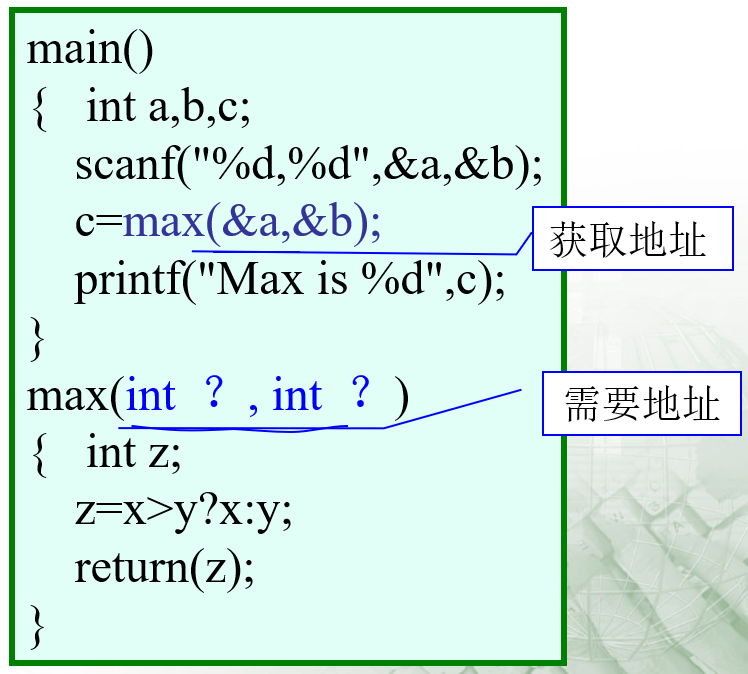 main()
{ int a,b,c;
scanf("%d,%d",&a,&b);
c=max(&a,&b);
获取地址
printf("Max is %d",c);
}
max(int ？, int ？)
需要地址
{ int z;
z=x>y?x:y;
return(z);
}